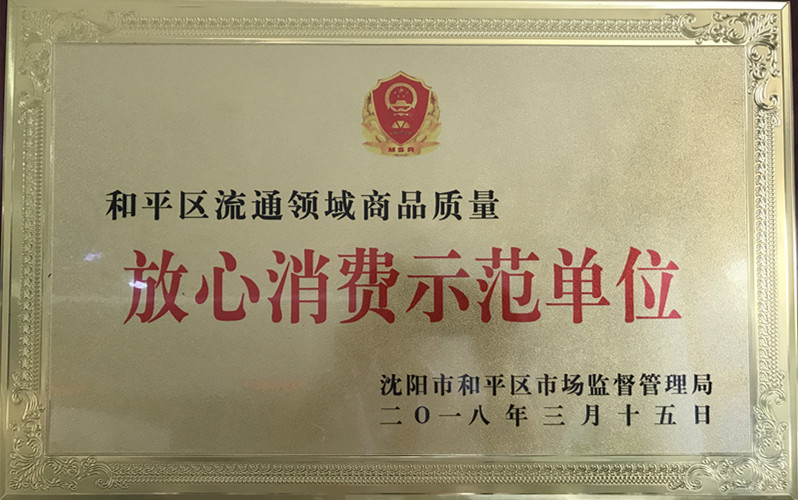 MSA
和平区流通领域商品质量
放心消费示范单位
沈阳市和平区市场监督管理局
二〇一八年三月十五日